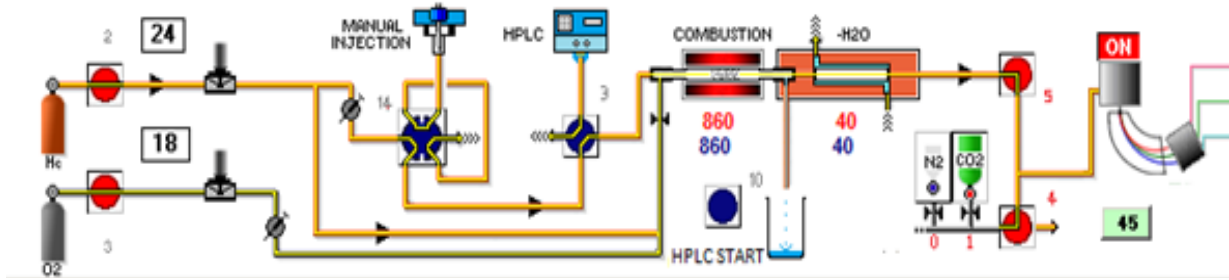 2
24
MANUAL
INJECTION
HPLC
COMBUSTION
-H2O
ON
14
3
5
860
40
860
40
He
18
N2
CO2
10
4
45
3
0
1
O2
HPLC START